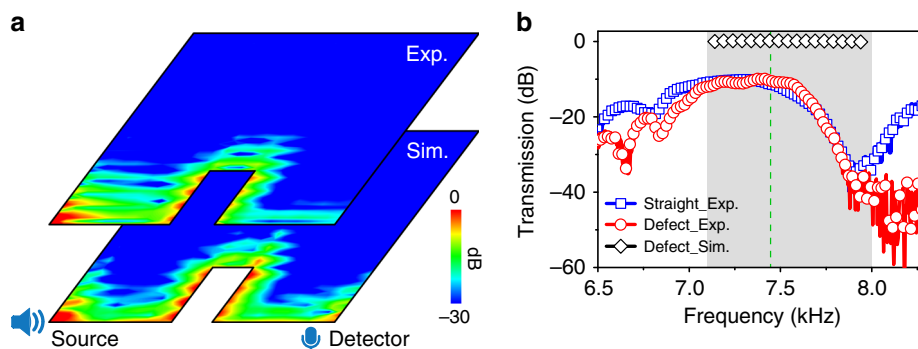 a
Exp.
Sim.
0
dB
−30
Source
Detector
b
Transmission (dB)
0
−20
−40
−60
Straight_Exp.
Defect_Exp.
Defect_Sim.
6.5
7.0
7.5
8.0
Frequency (kHz)